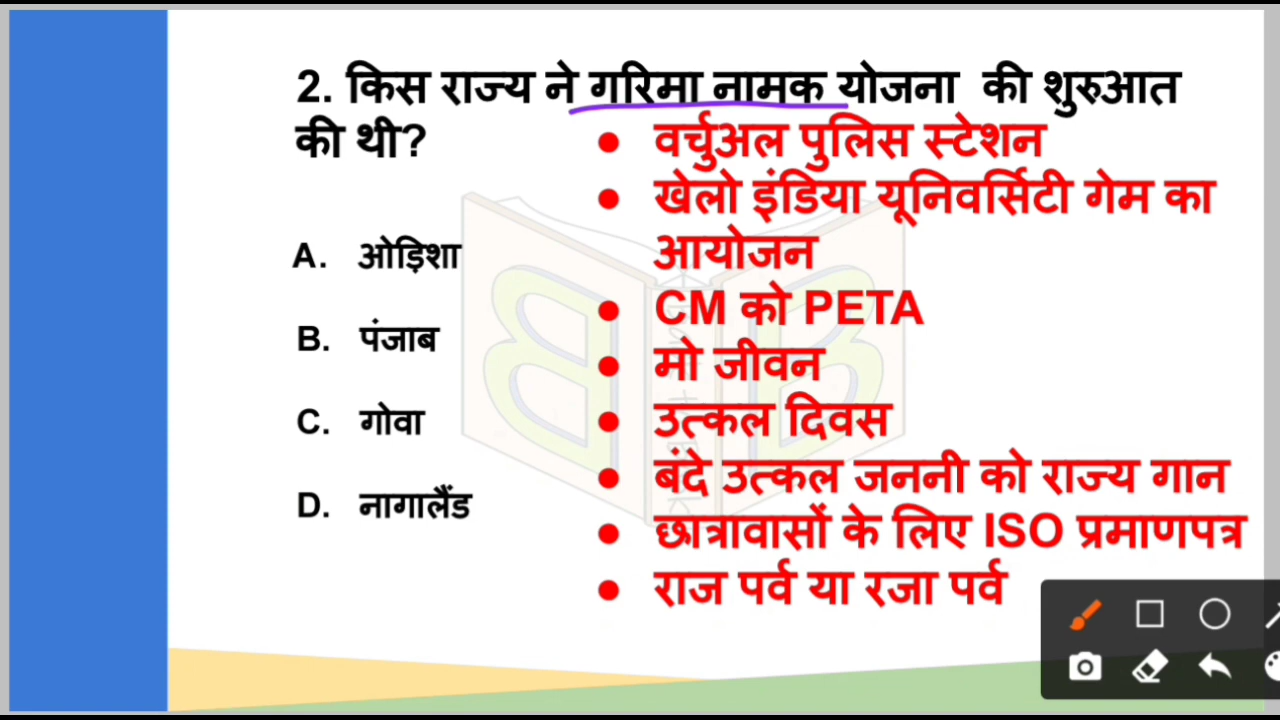 2. किस राज्य ने गरिमा नामक योजना की शुरुआत
की थी?
A. ओड़िशा
B. पंजाब
C. गोवा
D. नागालैंड
● वर्चुअल पुलिस स्टेशन
● खेलो इंडिया यूनिवर्सिटी गेम का
आयोजन
● CM को PETA
● मो जीवन
● उत्कल दिवस
● बंदे उत्कल जननी को राज्य गान
● छात्रावासों के लिए ISO प्रमाणपत्र
● राज पर्व या रजा पर्व